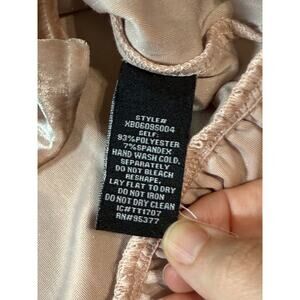 STYLE#
XB0609S004
SELF:
93%POLYESTER
7%SPANDEX
HAND WASH COLD.
SEPARATELY
DO NOT BLEACH
RESHAPE,
LAY FLAT TO DRY
DO NOT IRON
DO NOT DRY CLEAN
IC#TT1707
RN#95377